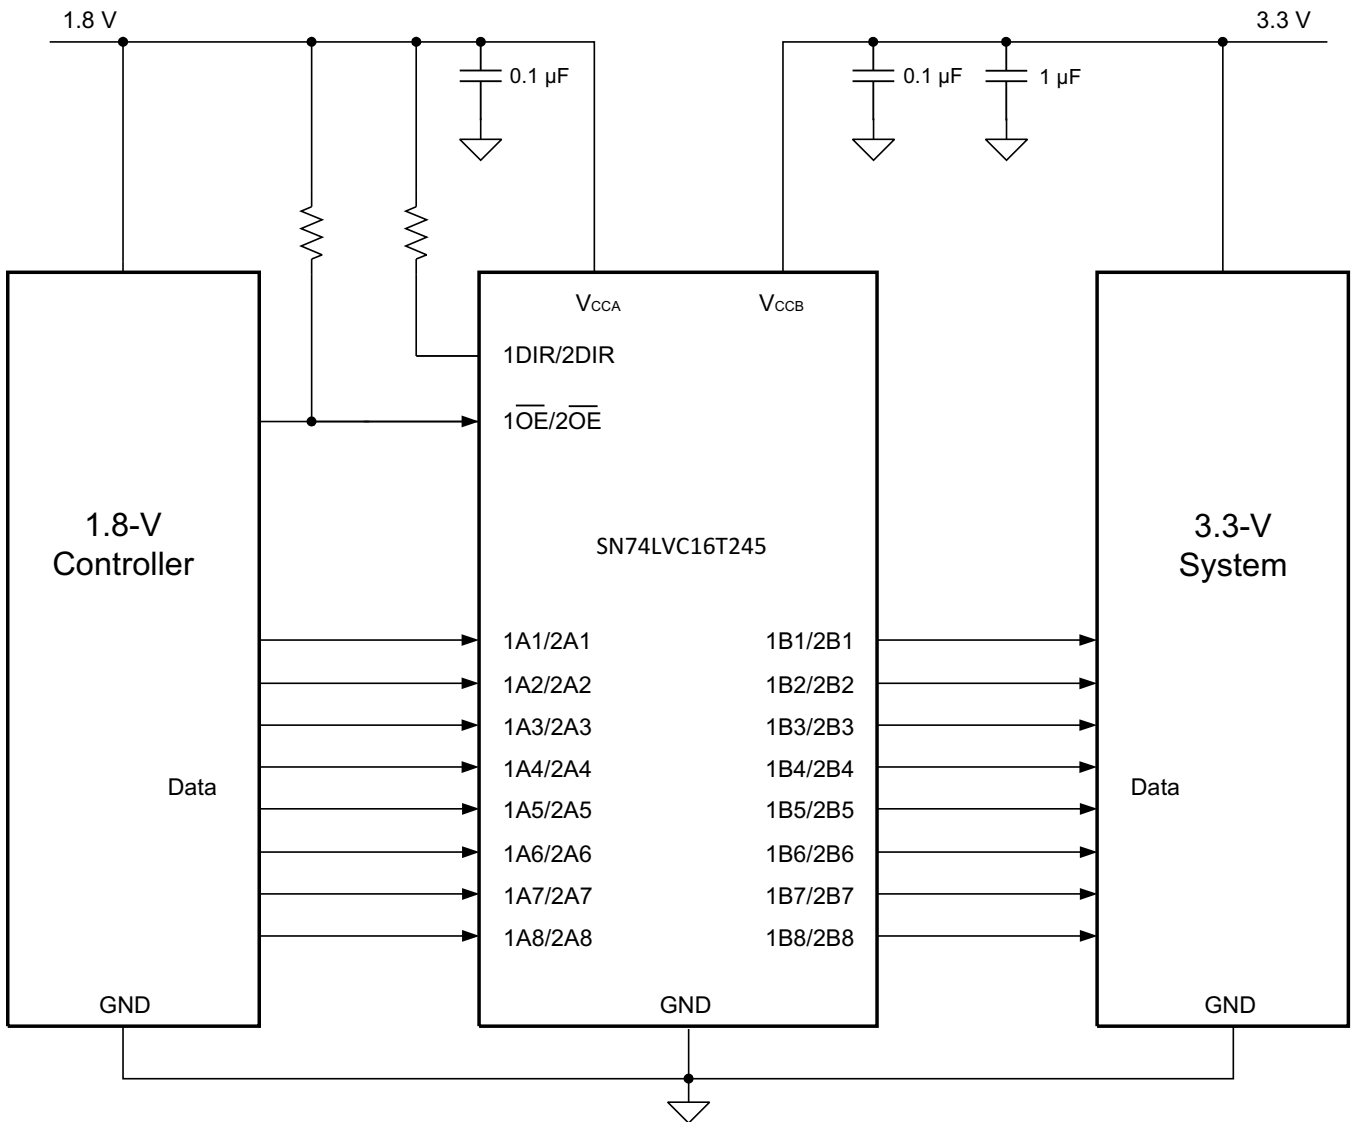 1.8 V
3.3 V
0.1 µF
0.1 µF
1 µF
VCCA
VCCB
1DIR/2DIR
1O̅E̅/2O̅E̅
1.8-V
Controller
SN74LVC16T245
3.3-V
System
1A1/2A1
1B1/2B1
1A2/2A2
1B2/2B2
1A3/2A3
1B3/2B3
1A4/2A4
1B4/2B4
Data
Data
1A5/2A5
1B5/2B5
1A6/2A6
1B6/2B6
1A7/2A7
1B7/2B7
1A8/2A8
1B8/2B8
GND
GND
GND